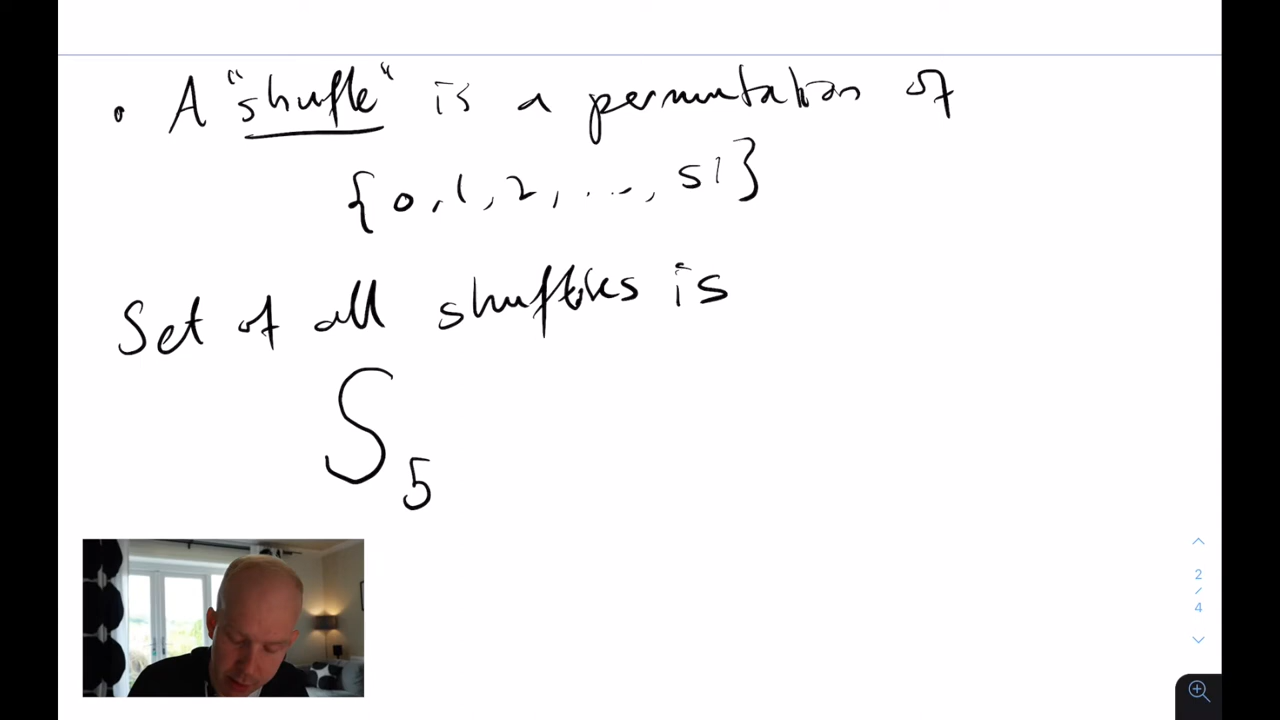 • A "shuffle" is a permutation of
{0, 1, 2, ..., 51}
Set of all shuffles is
S₅
2
/
4